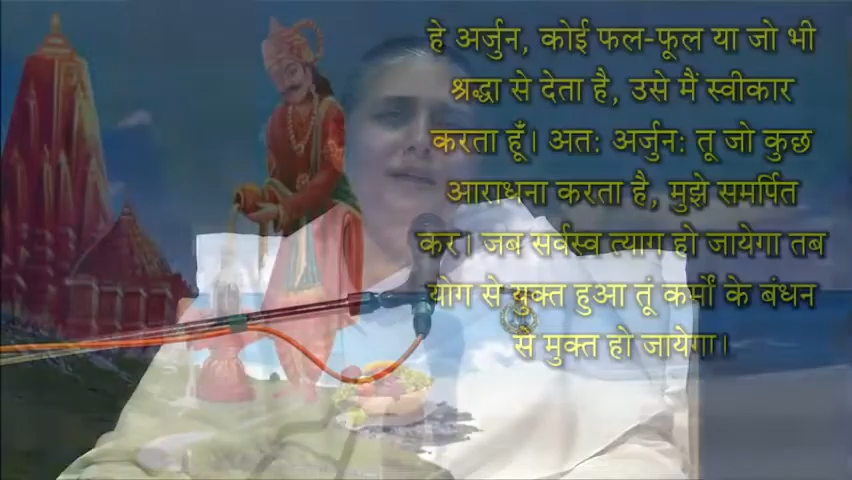 हे अर्जुन, कोई फल-फूल या जो भी
श्रद्धा से देता है, उसे मैं स्वीकार
करता हूँ। अत: अर्जुन: तू जो कुछ
आराधना करता है, मुझे समर्पित
कर। जब सर्वस्व त्याग हो जायेगा तब
योग से युक्त हुआ तूं कर्मों के बंधन
से मुक्त हो जायेगा।